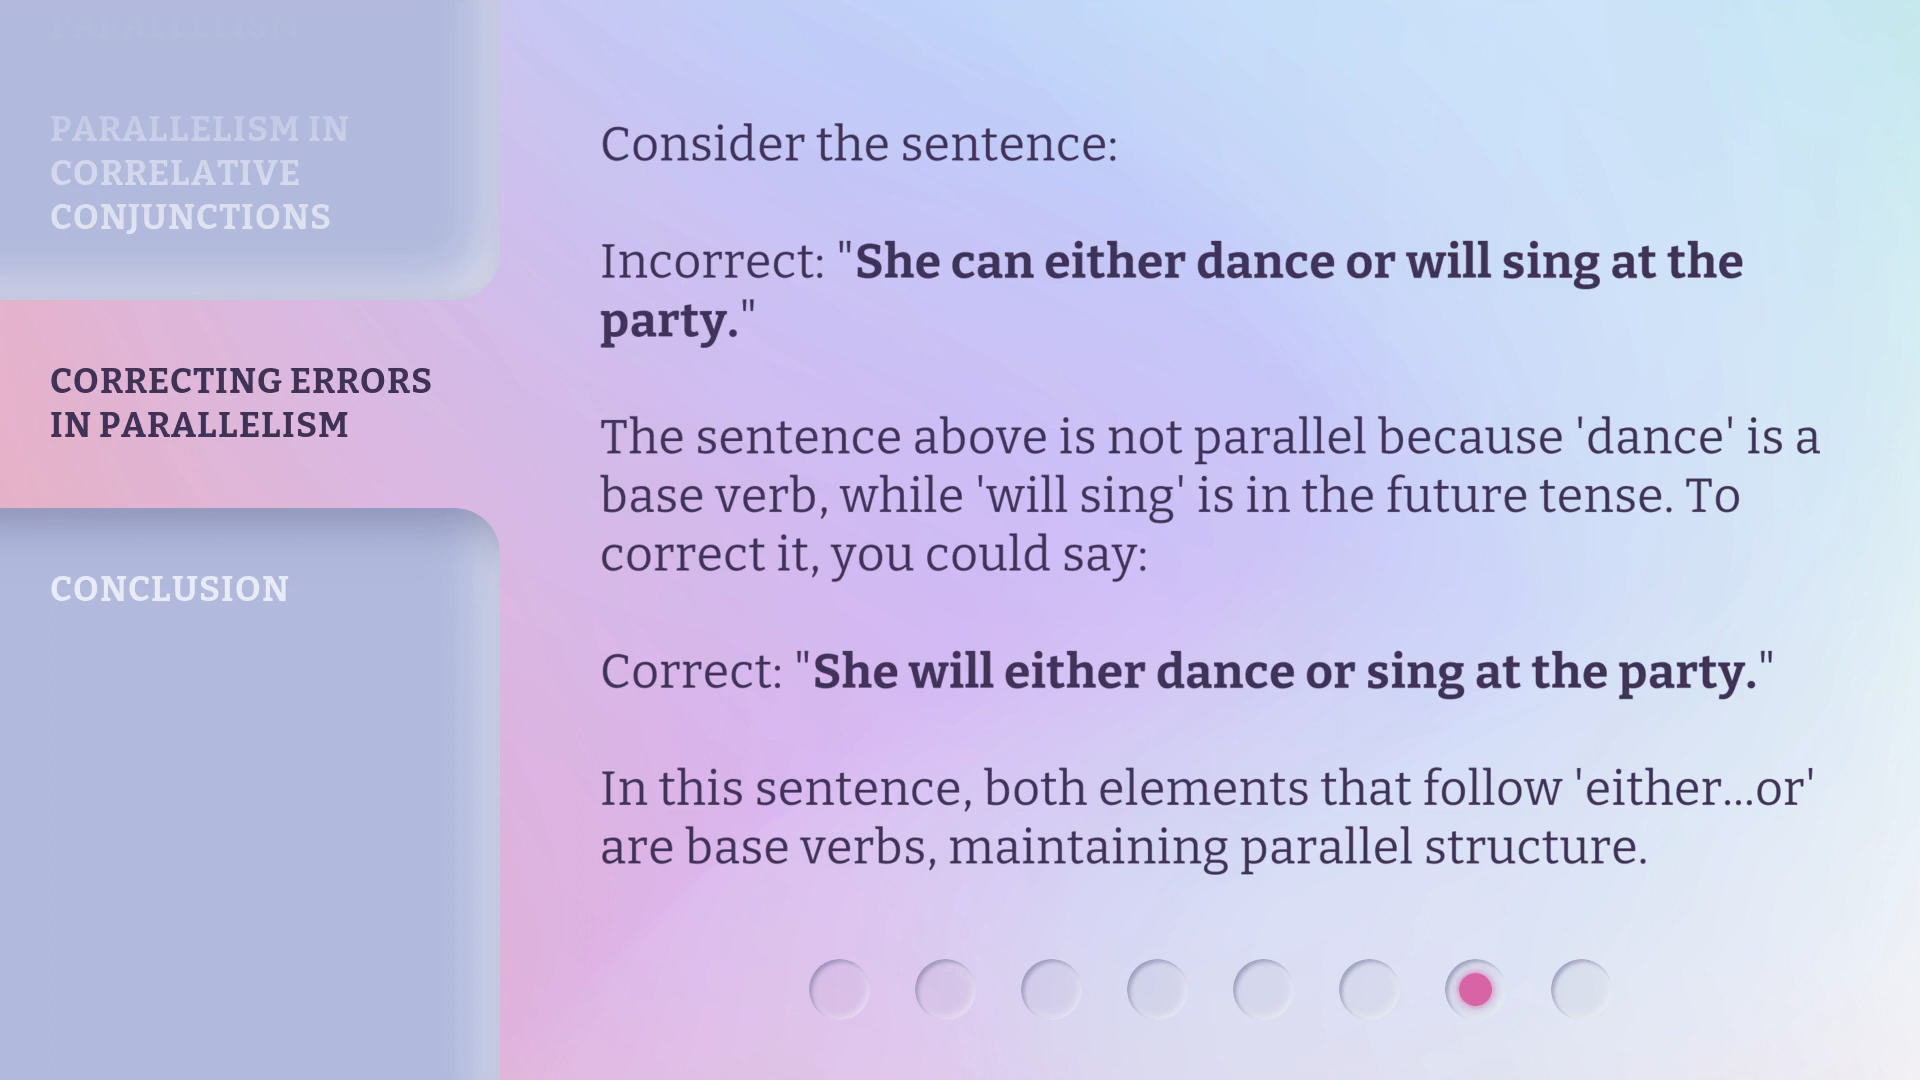 PARALLELISM
PARALLELISM IN
CORRELATIVE
CONJUNCTIONS
CORRECTING ERRORS
IN PARALLELISM
CONCLUSION
Consider the sentence:
Incorrect: "She can either dance or will sing at the
party."
The sentence above is not parallel because 'dance' is a
base verb, while 'will sing' is in the future tense. To
correct it, you could say:
Correct: "She will either dance or sing at the party."
In this sentence, both elements that follow 'either...or'
are base verbs, maintaining parallel structure.